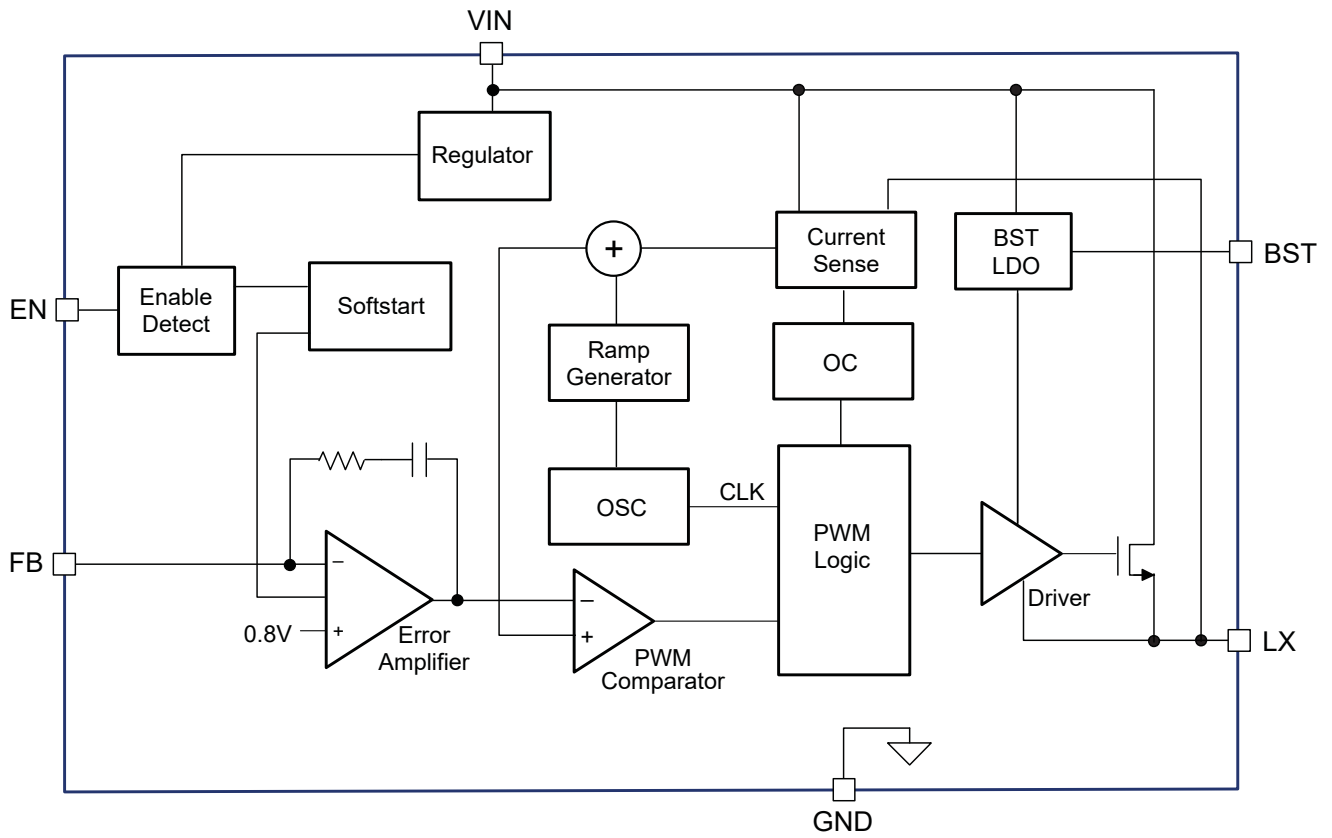 VIN
Regulator
Current
Sense
BST
LDO
BST
+
EN
Enable
Detect
Softstart
Ramp
Generator
OC
OSC
CLK
PWM
Logic
FB
−
0.8V
+
Error
Amplifier
−
+
PWM
Comparator
Driver
LX
GND